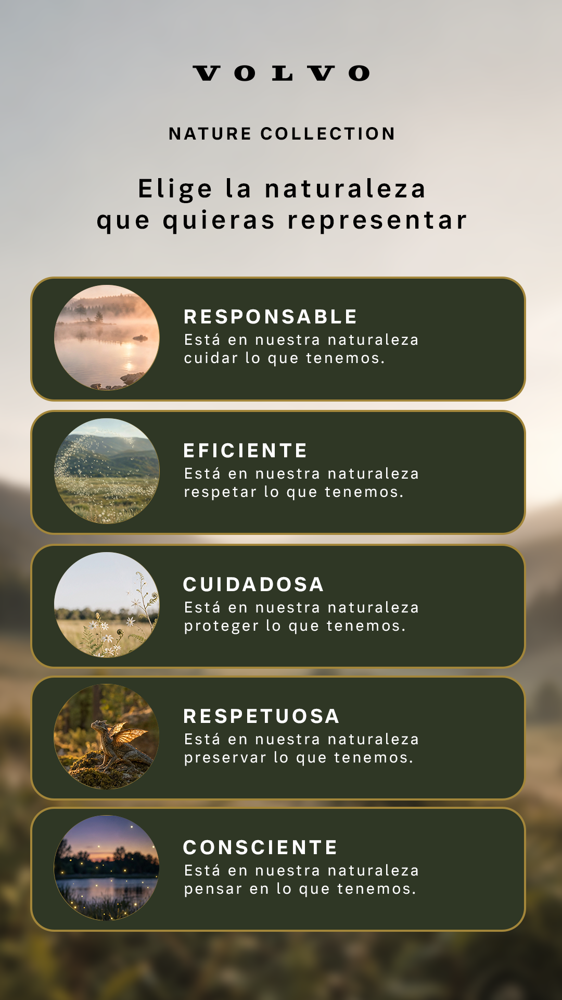 VOLVO
NATURE COLLECTION
Elige la naturaleza
que quieras representar
RESPONSABLE
Está en nuestra naturaleza
cuidar lo que tenemos.
EFICIENTE
Está en nuestra naturaleza
respetar lo que tenemos.
CUIDADOSA
Está en nuestra naturaleza
proteger lo que tenemos.
RESPETUOSA
Está en nuestra naturaleza
preservar lo que tenemos.
CONSCIENTE
Está en nuestra naturaleza
pensar en lo que tenemos.